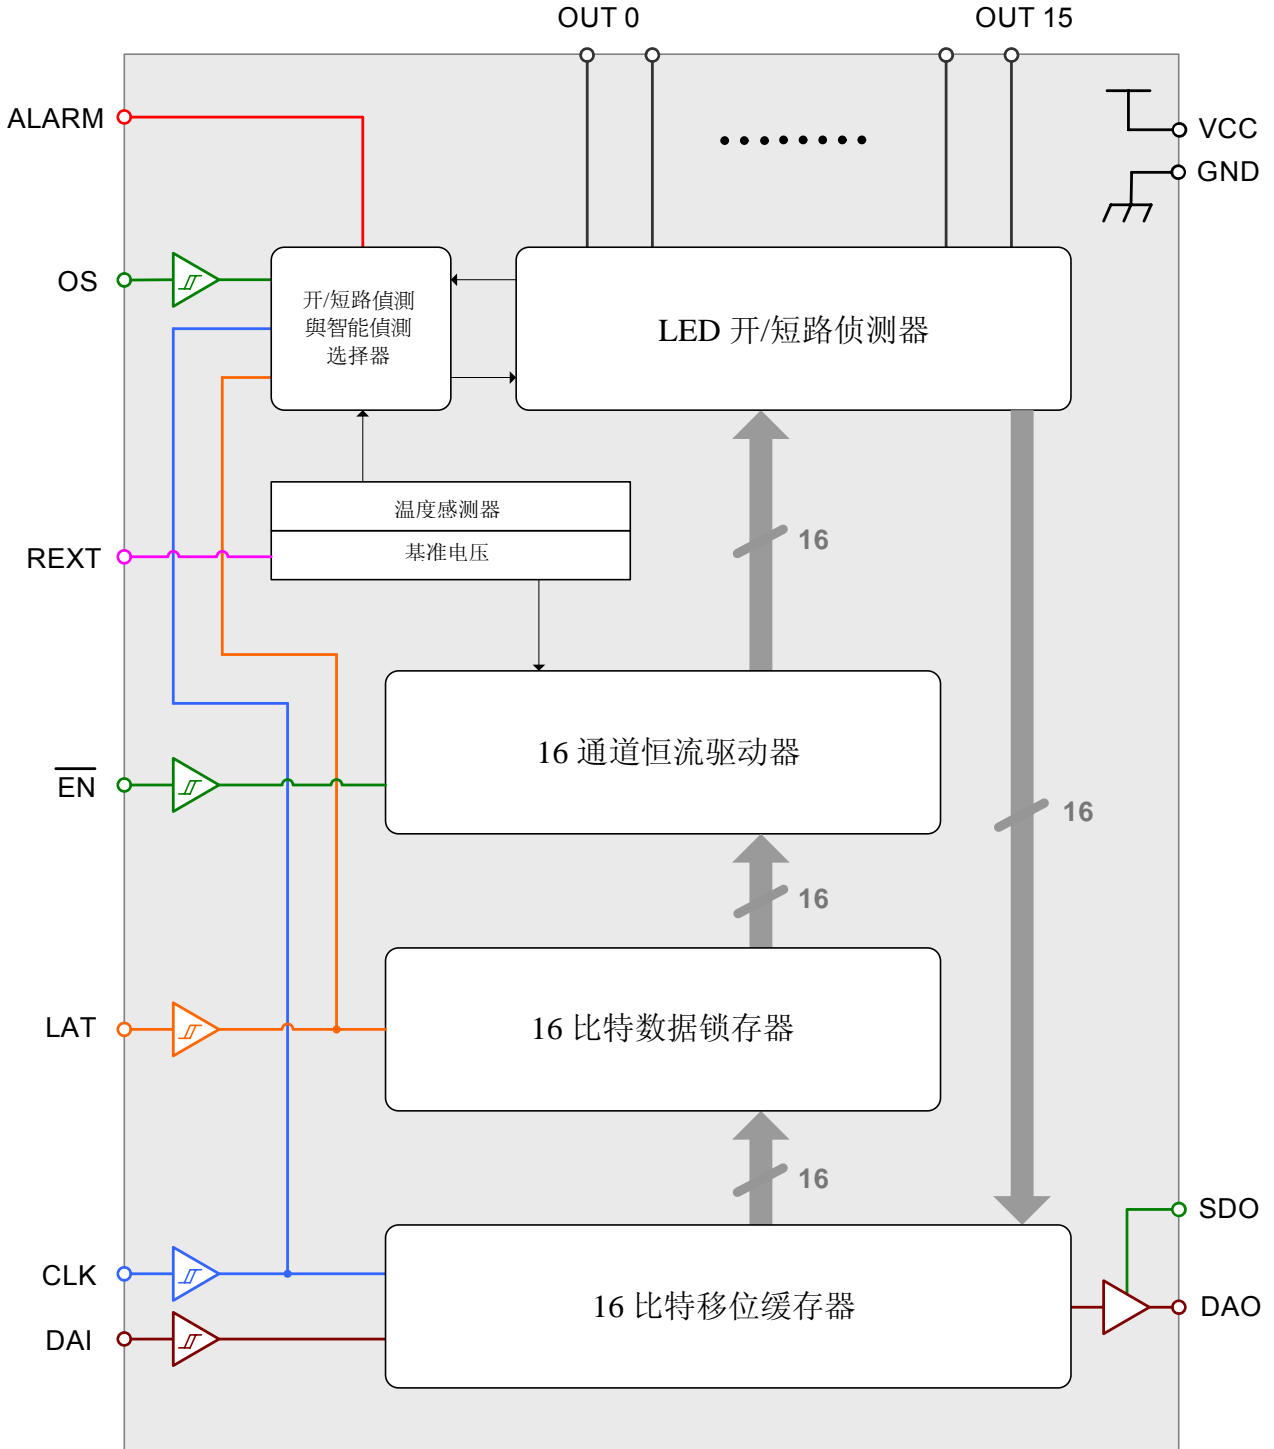 OUT 0
OUT 15
ALARM
VCC
GND
OS
开/短路偵測
與智能偵測
选择器
LED 开/短路侦测器
温度感测器
基准电压
REXT
16
16 通道恒流驱动器
EN
16
16
LAT
16 比特数据锁存器
16
SDO
CLK
16 比特移位缓存器
DAO
DAI